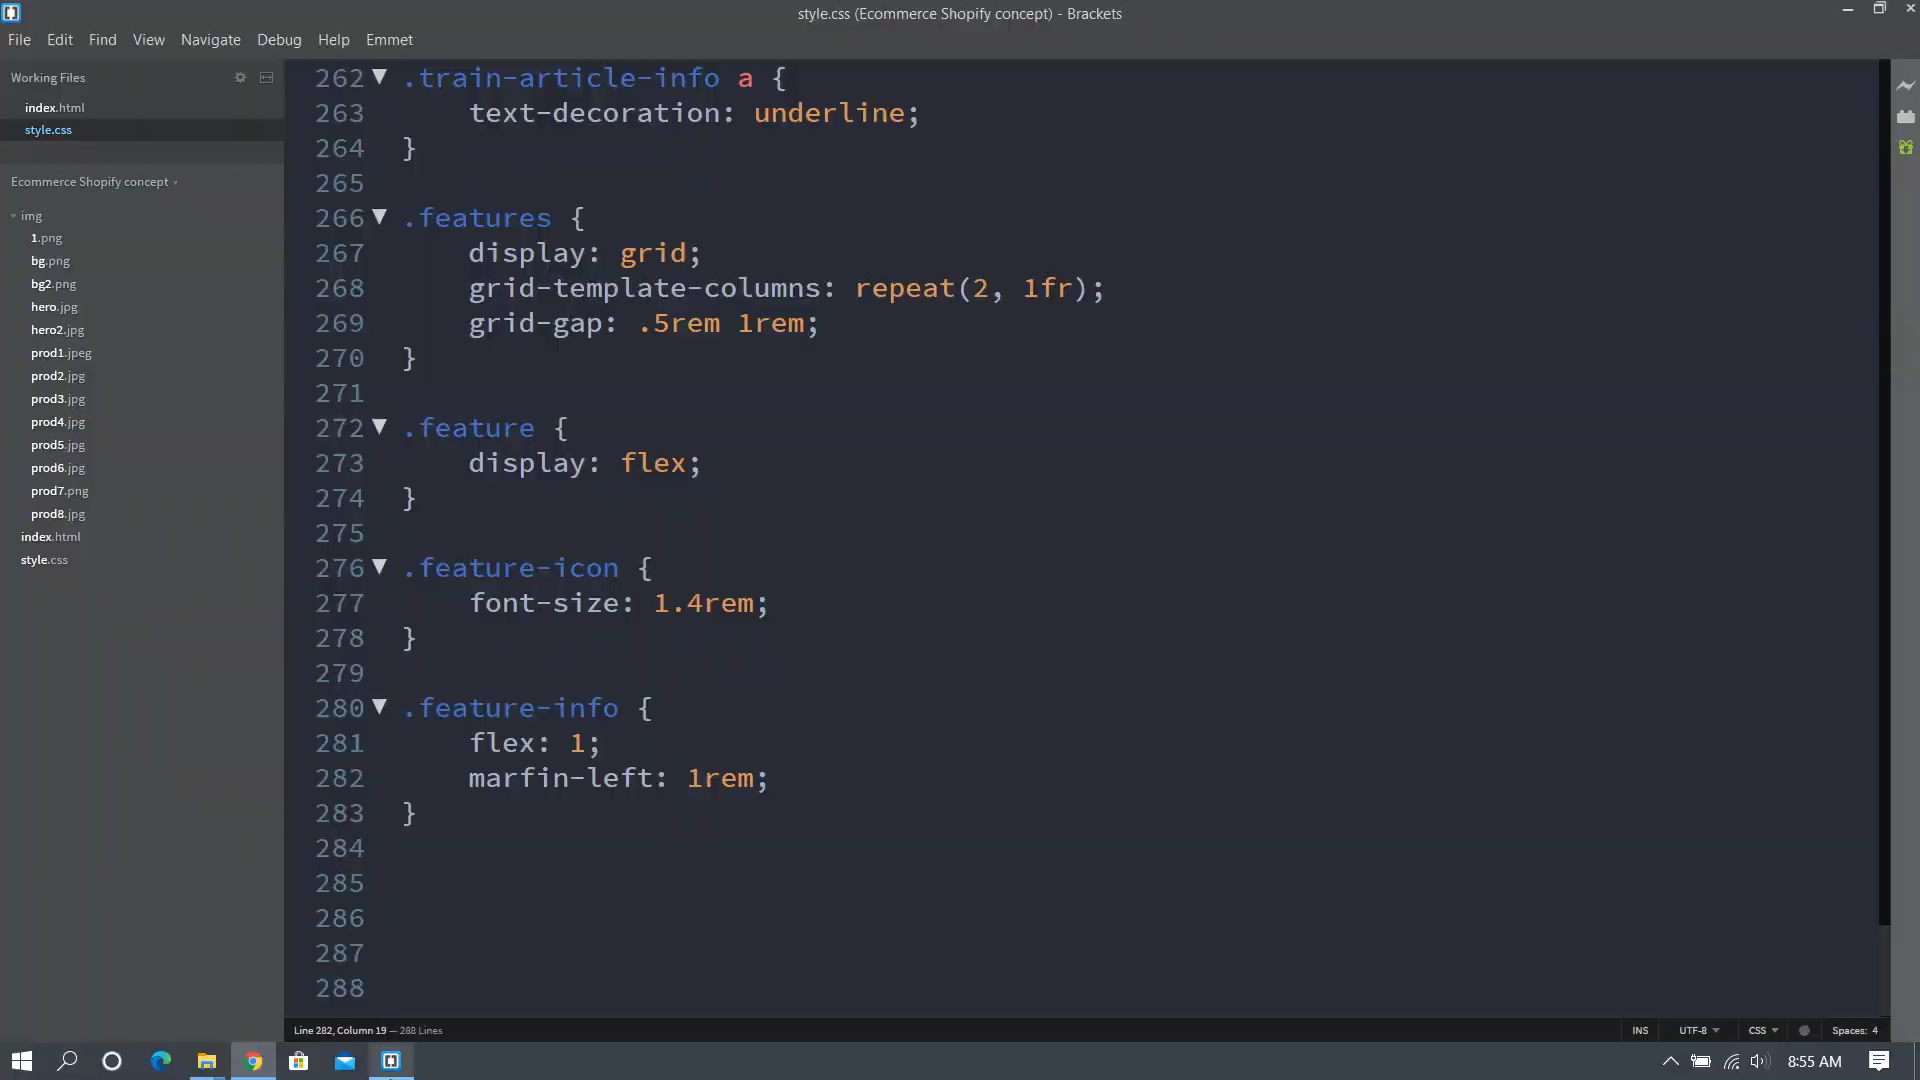 style.css (Ecommerce Shopify concept) - Brackets
File Edit Find View Navigate Debug Help Emmet
Working Files
index.html
style.css
Ecommerce Shopify concept
img
1.png
bg.png
bg2.png
hero.jpg
hero2.jpg
prod1.jpeg
prod2.jpg
prod3.jpg
prod4.jpg
prod5.jpg
prod6.jpg
prod7.png
prod8.jpg
index.html
style.css
262 .train-article-info a {
263 text-decoration: underline;
264 }
265
266 .features {
267 display: grid;
268 grid-template-columns: repeat(2, 1fr);
269 grid-gap: .5rem 1rem;
270 }
271
272 .feature {
273 display: flex;
274 }
275
276 .feature-icon {
277 font-size: 1.4rem;
278 }
279
280 .feature-info {
281 flex: 1;
282 marfin-left: 1rem;
283 }
284
285
286
287
288
Line 282, Column 19 — 288 Lines
INS UTF-8 CSS Spaces: 4
8:55 AM